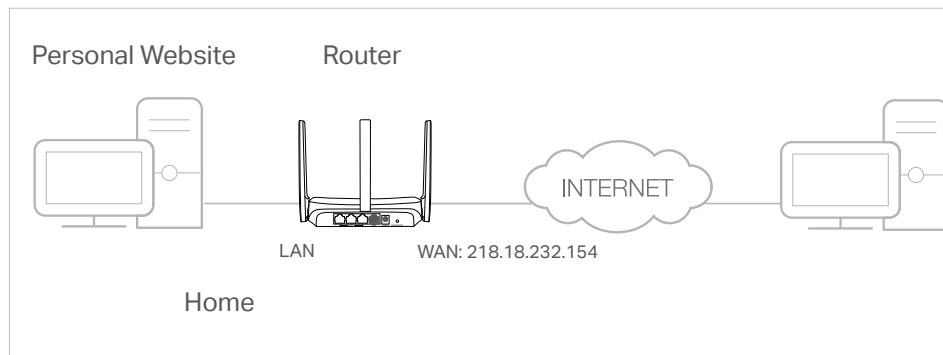 Personal Website
Router
INTERNET
LAN
WAN: 218.18.232.154
Home